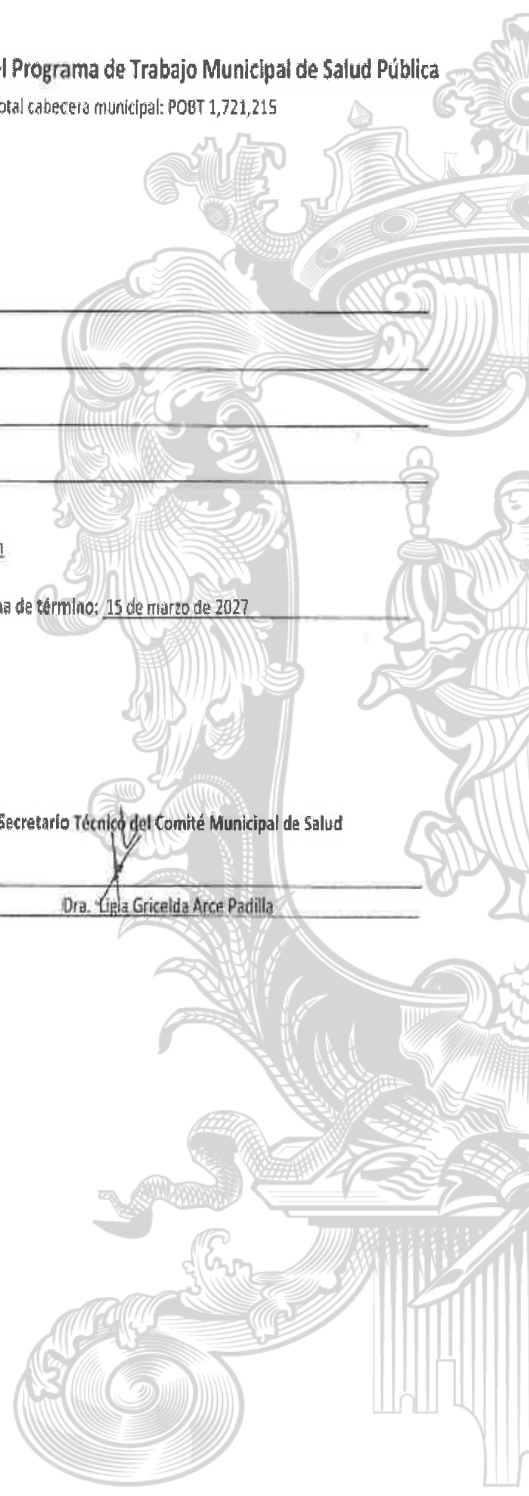 l Programa de Trabajo Municipal de Salud Pública
otal cabecera municipal: POBT 1,721,215
1
na de término: 15 de marzo de 2027
Secretario Técnico del Comité Municipal de Salud
Dra. Ligia Gricelda Arce Padilla